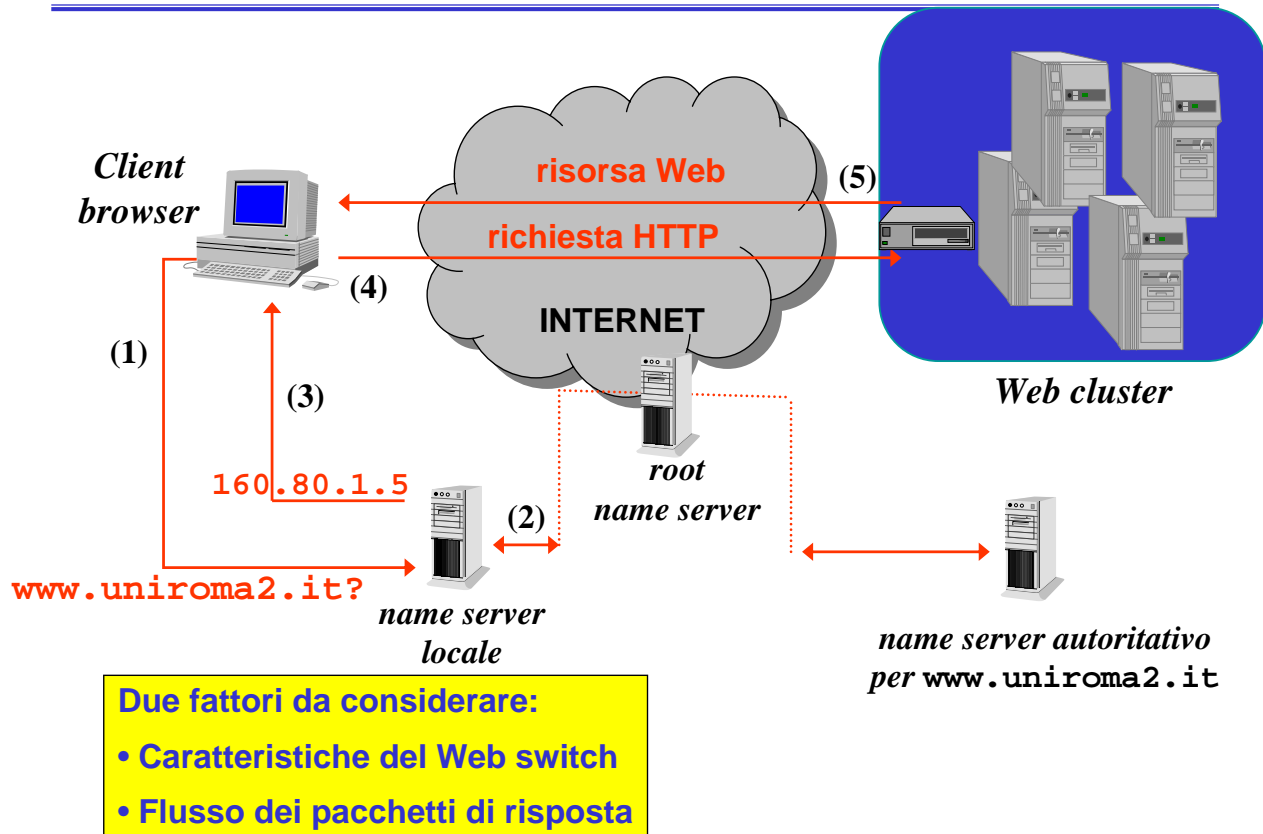 Client
browser
risorsa Web
(5)
richiesta HTTP
(4)
INTERNET
(1)
(3)
Web cluster
160.80.1.5
root
name server
(2)
www.uniroma2.it?
name server
locale
name server autoritativo
per www.uniroma2.it
Due fattori da considerare:
• Caratteristiche del Web switch
• Flusso dei pacchetti di risposta